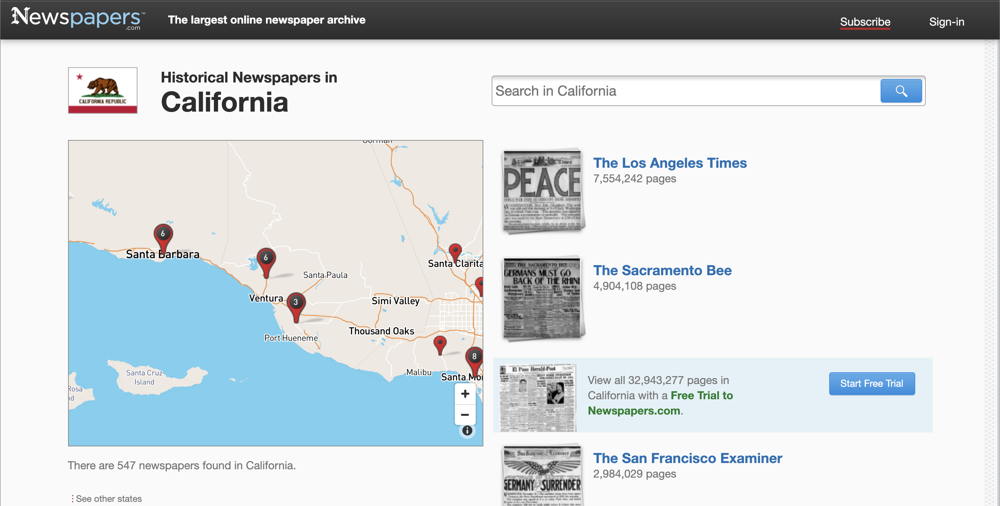 Newspapers™
.com
The largest online newspaper archive
Subscribe
Sign-in
CALIFORNIA REPUBLIC
Historical Newspapers in
California
Search in California
Gorman
6
Santa Barbara
6
Santa Paula
Santa Clarita
Ventura
3
Simi Valley
Thousand Oaks
Port Hueneme
8
Malibu
Santa Mon
Santa Cruz
Island
Rosa
nd
+
−
i
There are 547 newspapers found in California.
See other states
Times
PEACE
The Los Angeles Times
7,554,242 pages
THE SACRAMENTO BEE
GERMANS MUST GO
BACK OF THE RHINE
The Sacramento Bee
4,904,108 pages
El Paso Herald-Post
View all 32,943,277 pages in
California with a Free Trial to
Newspapers.com.
Start Free Trial
San Francisco Examiner
GERMANY SURRENDER
The San Francisco Examiner
2,984,029 pages